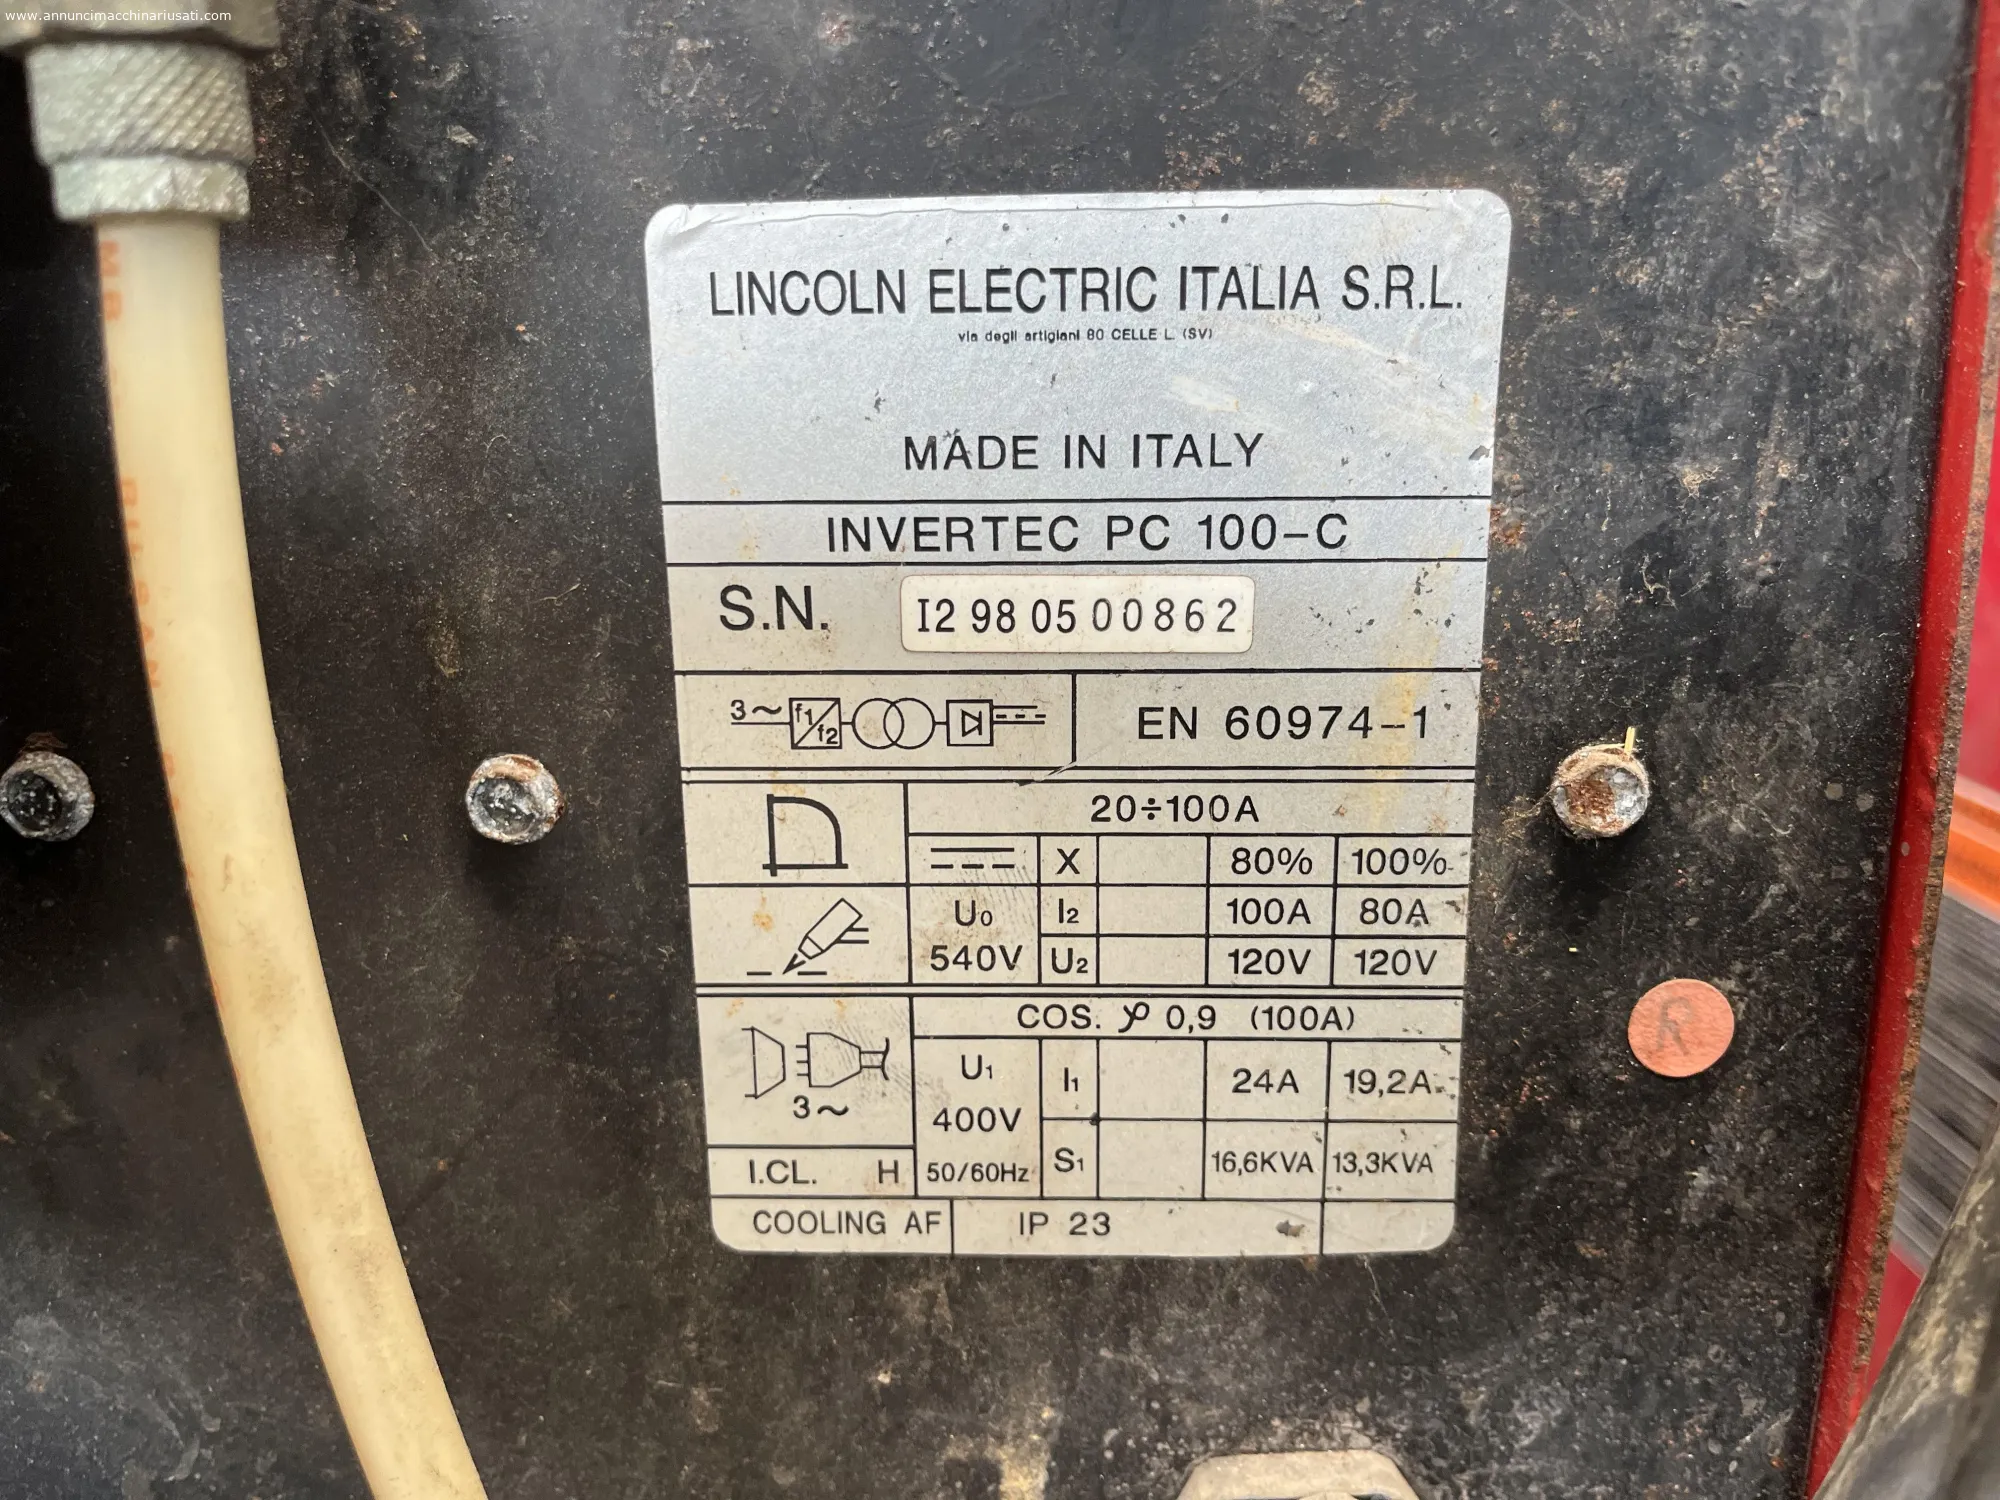 www.annuncimacchinariusati.com
LINCOLN ELECTRIC ITALIA S.R.L.
via degli artigiani 80 CELLE L. (SV)
MADE IN ITALY
INVERTEC PC 100-C
S.N. I2 98 05 00862
3~ f1/f2 EN 60974-1
20÷100A
X 80% 100%
U0 I2 100A 80A
540V U2 120V 120V
COS. φ 0,9 (100A)
3~ U1 I1 24A 19,2A
400V
I.CL. H 50/60Hz S1 16,6KVA 13,3KVA
COOLING AF IP 23
R